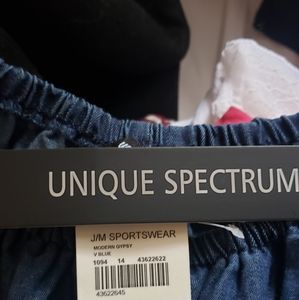 UNIQUE SPECTRUM
J/M SPORTSWEAR
MODERN GYPSY
V BLUE
1094 14 43622622
43622645